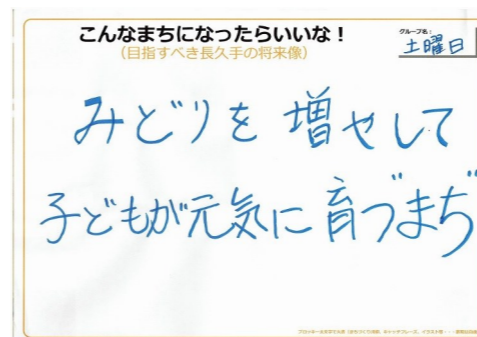 こんなまちになったらいいな！
（目指すべき長久手の将来像）
グループ名：
土曜日
みどりを 増やして
子どもが元気に 育づまぢ